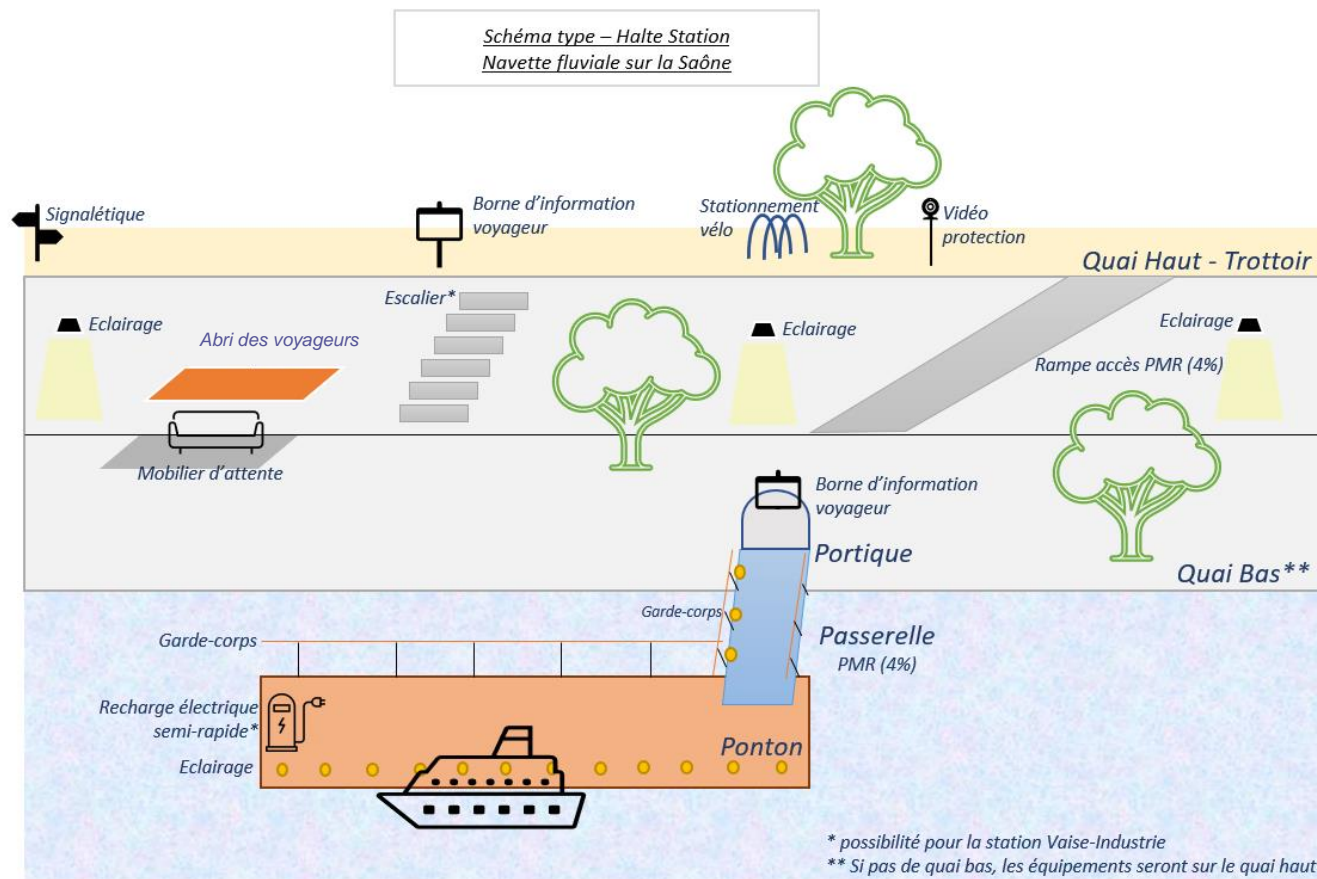 Schéma type – Halte Station
Navette fluviale sur la Saône
Signalétique
Borne d'information
voyageur
Stationnement
vélo
Vidéo
protection
Quai Haut - Trottoir
Escalier*
Eclairage
Abri des voyageurs
Eclairage
Eclairage
Rampe accès PMR (4%)
Mobilier d'attente
Borne d'information
voyageur
Portique
Quai Bas**
Garde-corps
Garde-corps
Passerelle
PMR (4%)
Recharge électrique
semi-rapide*
Ponton
Eclairage
* possibilité pour la station Vaise-Industrie
** Si pas de quai bas, les équipements seront sur le quai haut